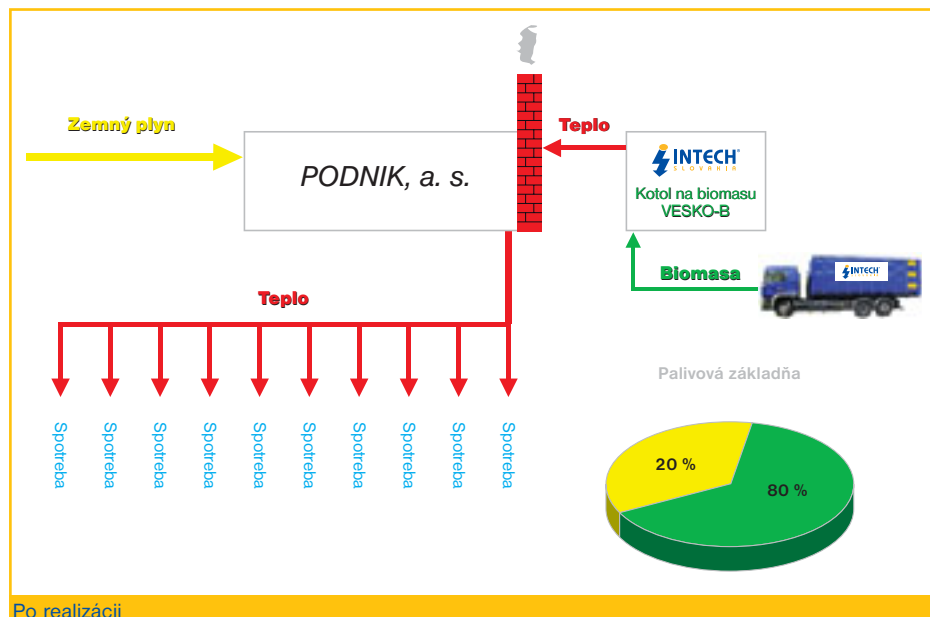 Zemný plyn
PODNIK, a. s.
Teplo
INTECH®
SLOVAKIA
Kotol na biomasu
VESKO-B
Biomasa
INTECH
Teplo
Spotreba
Spotreba
Spotreba
Spotreba
Spotreba
Spotreba
Spotreba
Spotreba
Spotreba
Spotreba
Palivová základňa
20 %
80 %
Po realizácii